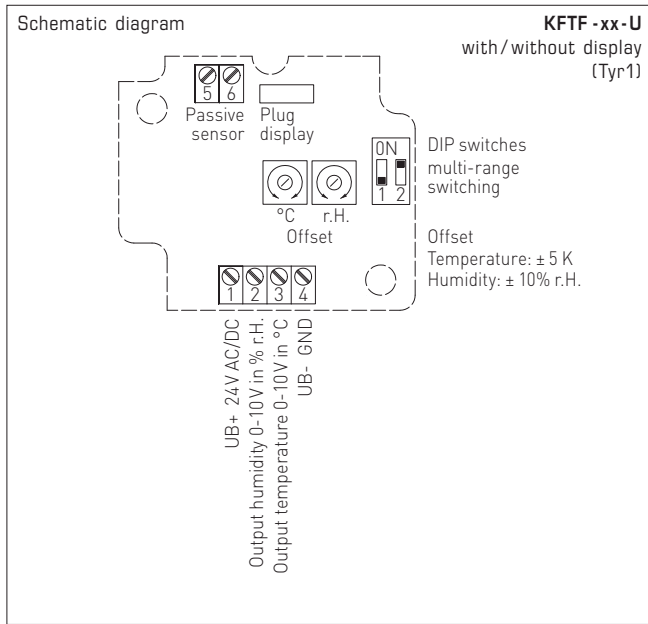 Schematic diagram
KFTF - xx - U
with / without display
(Tyr1)
5 6
Passive sensor
Plug display
ON
1 2
DIP switches
multi-range
switching
°C
r.H.
Offset
Offset
Temperature: ± 5 K
Humidity: ± 10% r.H.
1 2 3 4
UB+ 24V AC/DC
Output humidity 0-10V in % r.H.
Output temperature 0-10V in °C
UB- GND